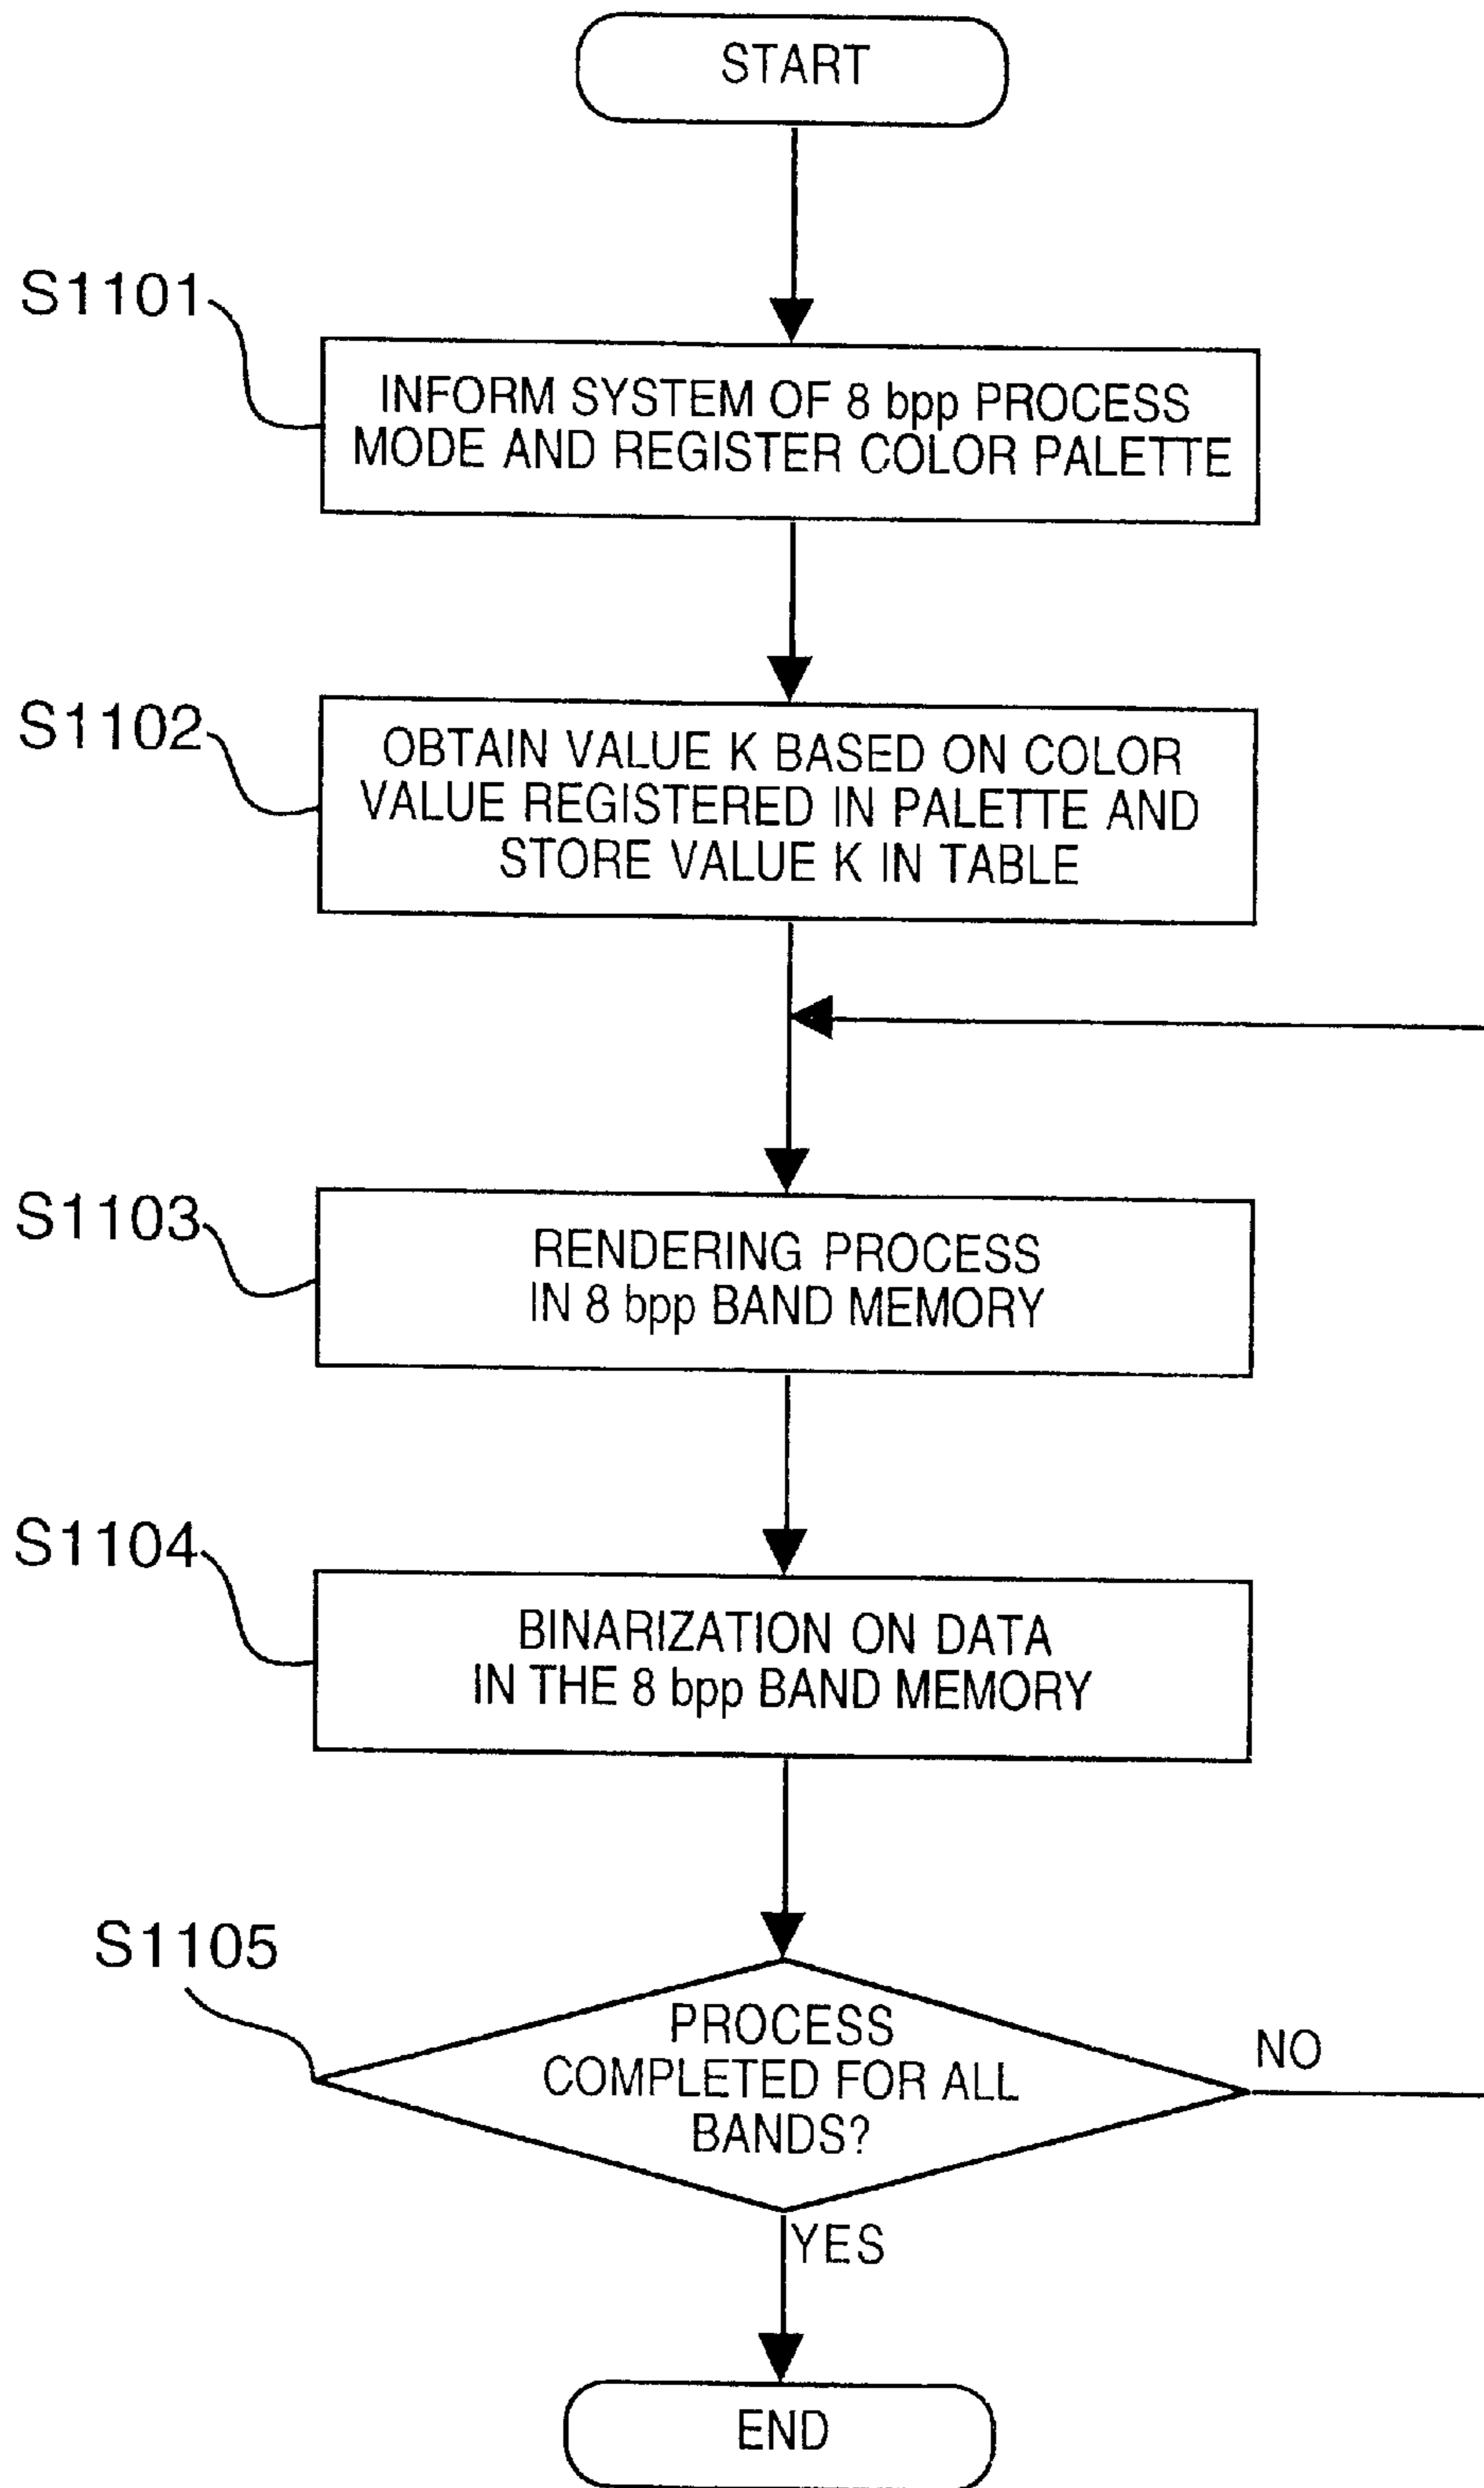 START
S1101
INFORM SYSTEM OF 8 bpp PROCESS
MODE AND REGISTER COLOR PALETTE
S1102
OBTAIN VALUE K BASED ON COLOR
VALUE REGISTERED IN PALETTE AND
STORE VALUE K IN TABLE
S1103
RENDERING PROCESS
IN 8 bpp BAND MEMORY
S1104
BINARIZATION ON DATA
IN THE 8 bpp BAND MEMORY
S1105
PROCESS
COMPLETED FOR ALL
BANDS?
NO
YES
END